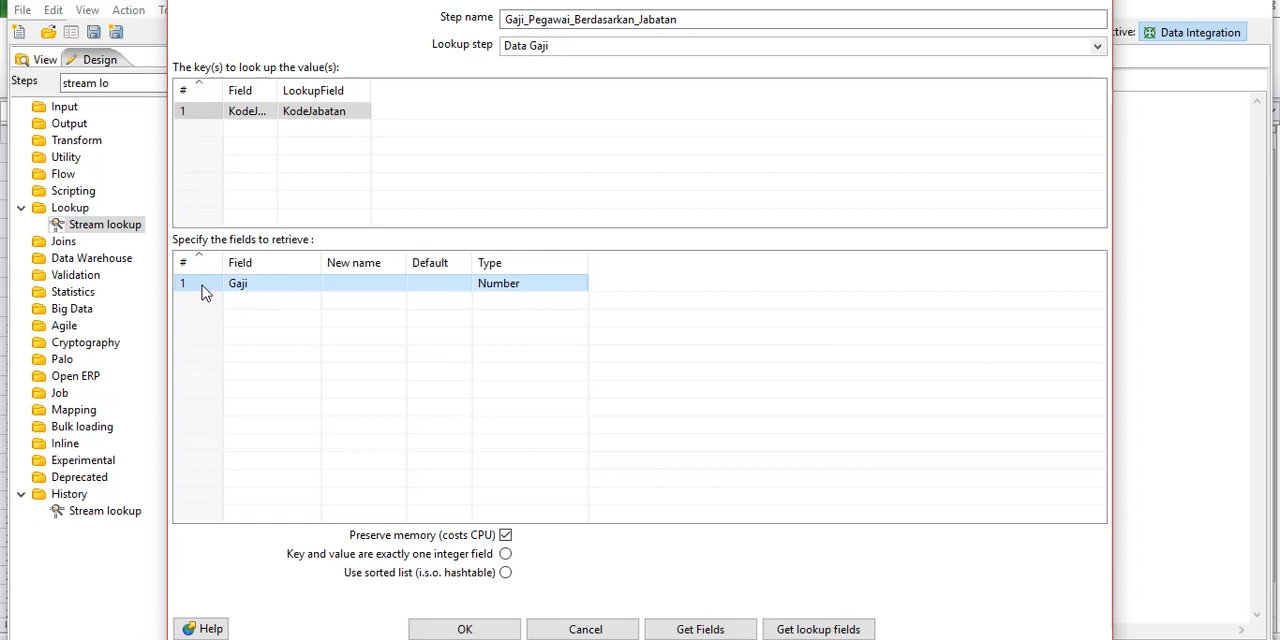 File Edit View Action
Step name Gaji_Pegawai_Berdasarkan_Jabatan
Lookup step Data Gaji
Data Integration
View Design
Steps stream lo
The key(s) to look up the value(s):
# Field LookupField
1 KodeJ... KodeJabatan
Input
Output
Transform
Utility
Flow
Scripting
Lookup
Stream lookup
Joins
Data Warehouse
Validation
Statistics
Big Data
Agile
Cryptography
Palo
Open ERP
Job
Mapping
Bulk loading
Inline
Experimental
Deprecated
History
Stream lookup
Specify the fields to retrieve :
# Field New name Default Type
1 Gaji Number
Preserve memory (costs CPU)
Key and value are exactly one integer field
Use sorted list (i.s.o. hashtable)
Help OK Cancel Get Fields Get lookup fields